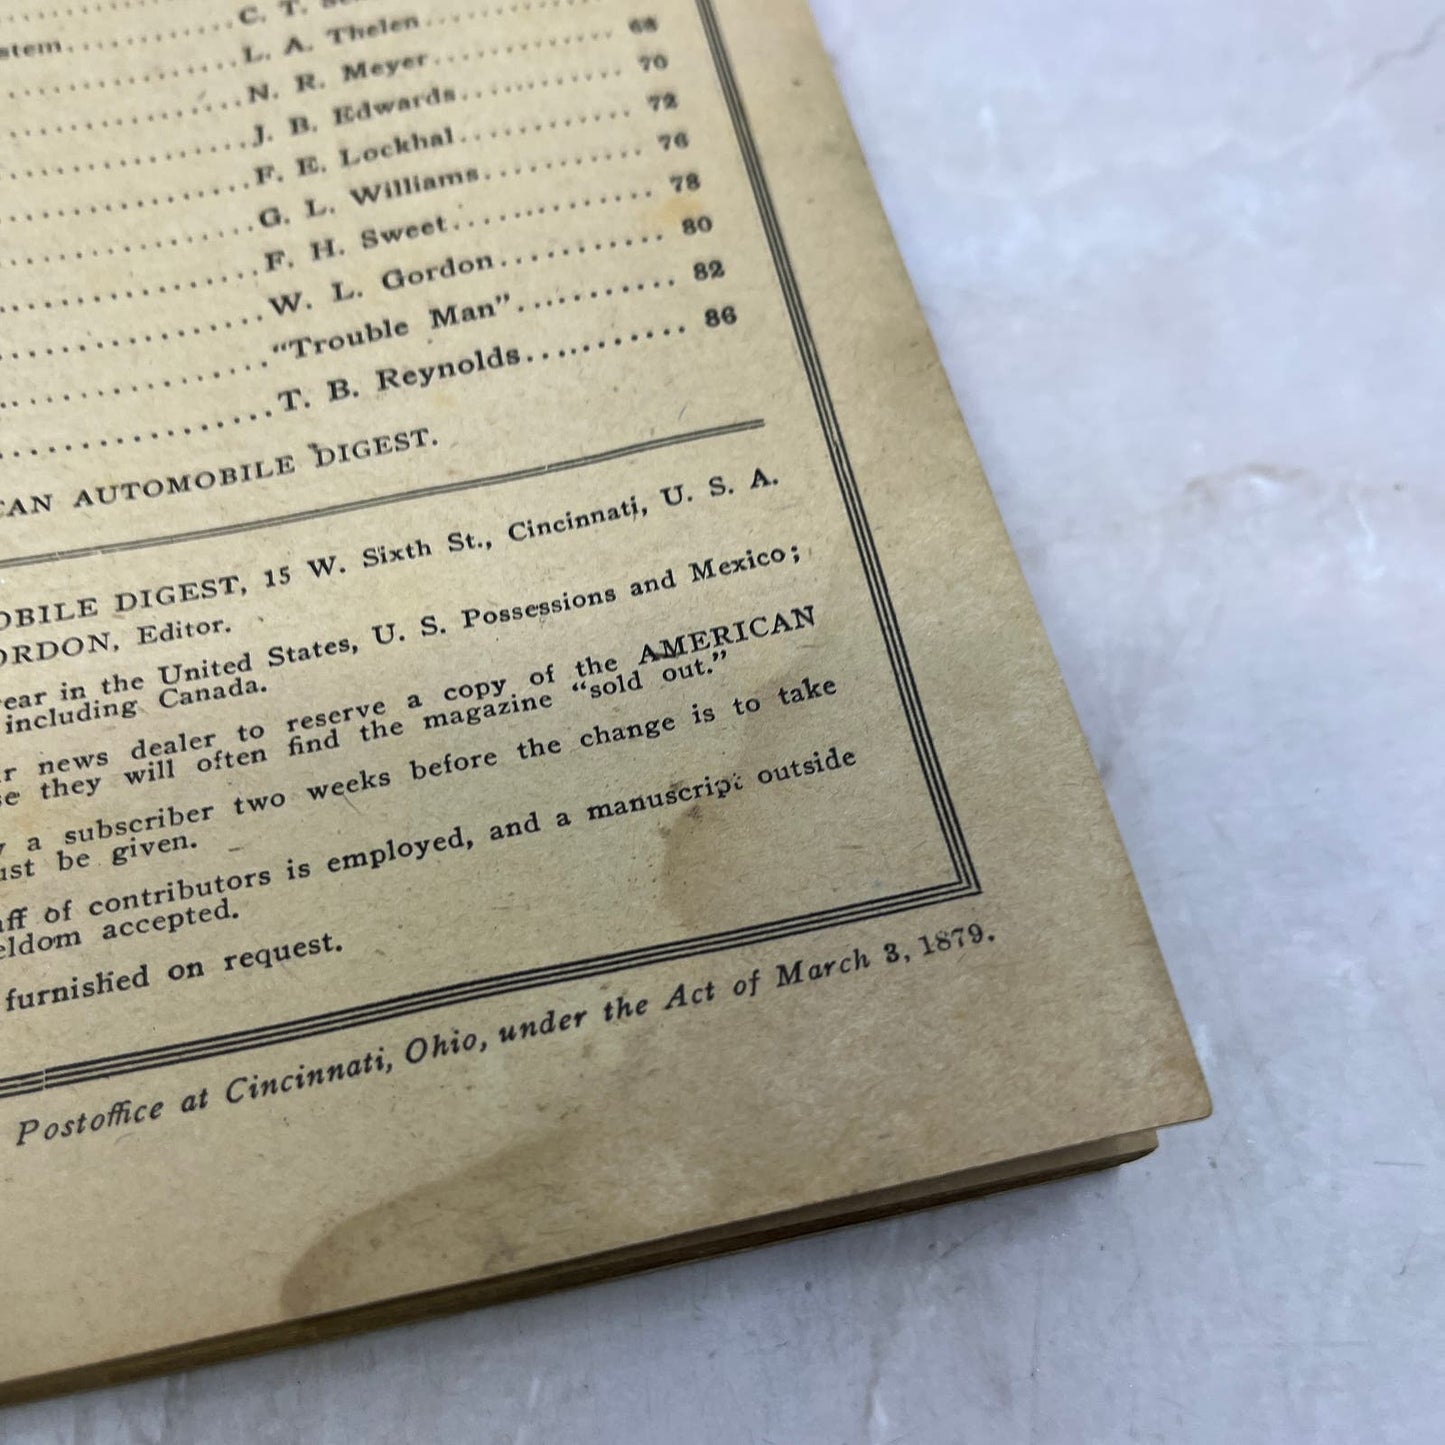 C. T.
stem............
L. A. Thelen
N. R. Meyer............ 68
J. B. Edwards............ 70
F. E. Lockhal............ 72
G. L. Williams............ 76
F. H. Sweet............ 78
W. L. Gordon........... 80
"Trouble Man"........... 82
T. B. Reynolds........... 86
CAN AUTOMOBILE DIGEST.
OBILE DIGEST, 15 W. Sixth St., Cincinnati, U. S. A.
ORDON, Editor.
ear in the United States, U. S. Possessions and Mexico;
including Canada.
r news dealer to reserve a copy of the AMERICAN
se they will often find the magazine "sold out."
y a subscriber two weeks before the change is to take
ust be given.
aff of contributors is employed, and a manuscript outside
eldom accepted.
furnished on request.
Postoffice at Cincinnati, Ohio, under the Act of March 3, 1879.